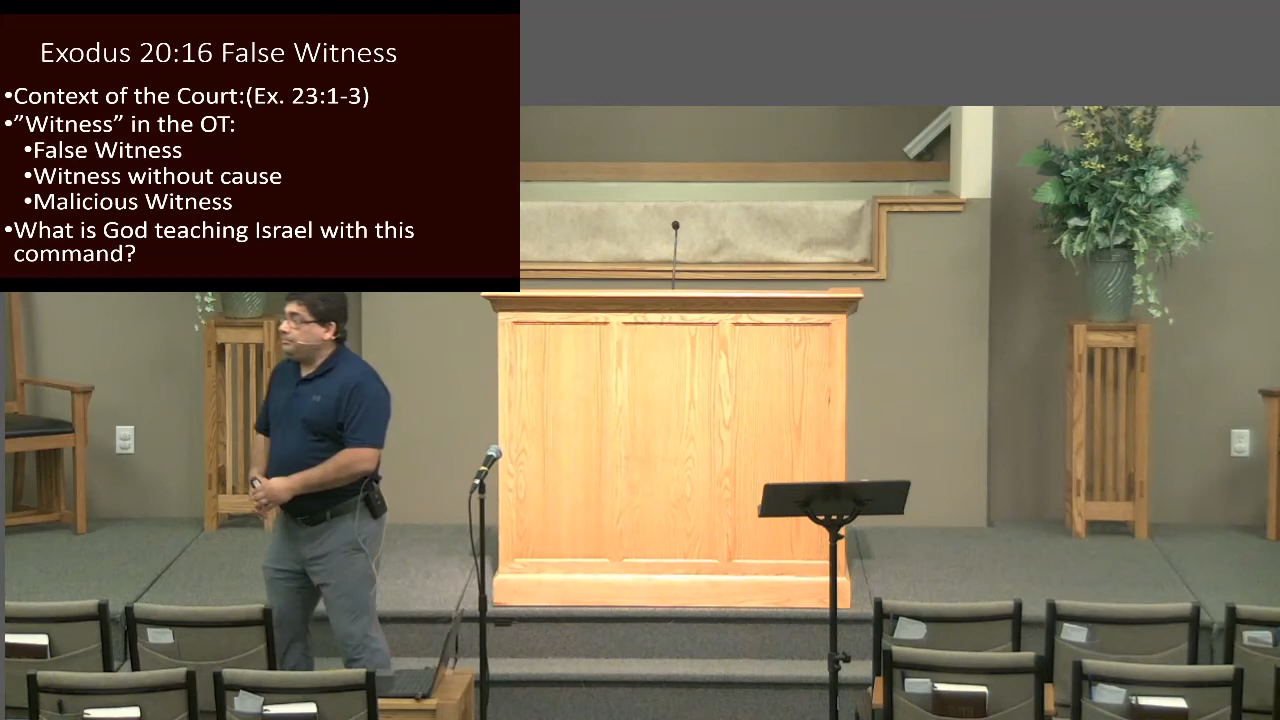 Exodus 20:16 False Witness
•Context of the Court:(Ex. 23:1-3)
•”Witness” in the OT:
•False Witness
•Witness without cause
•Malicious Witness
•What is God teaching Israel with this
command?